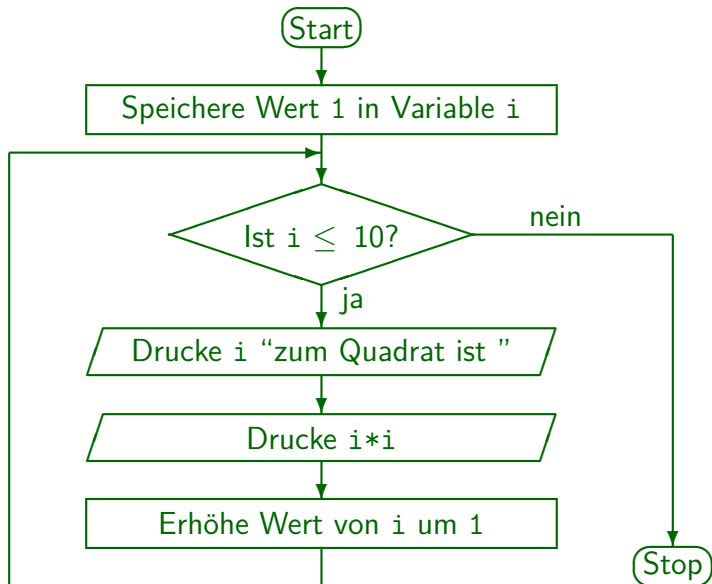 Start
Speichere Wert 1 in Variable i
Ist i ≤ 10?
nein
ja
Drucke i “zum Quadrat ist ”
Drucke i*i
Erhöhe Wert von i um 1
Stop